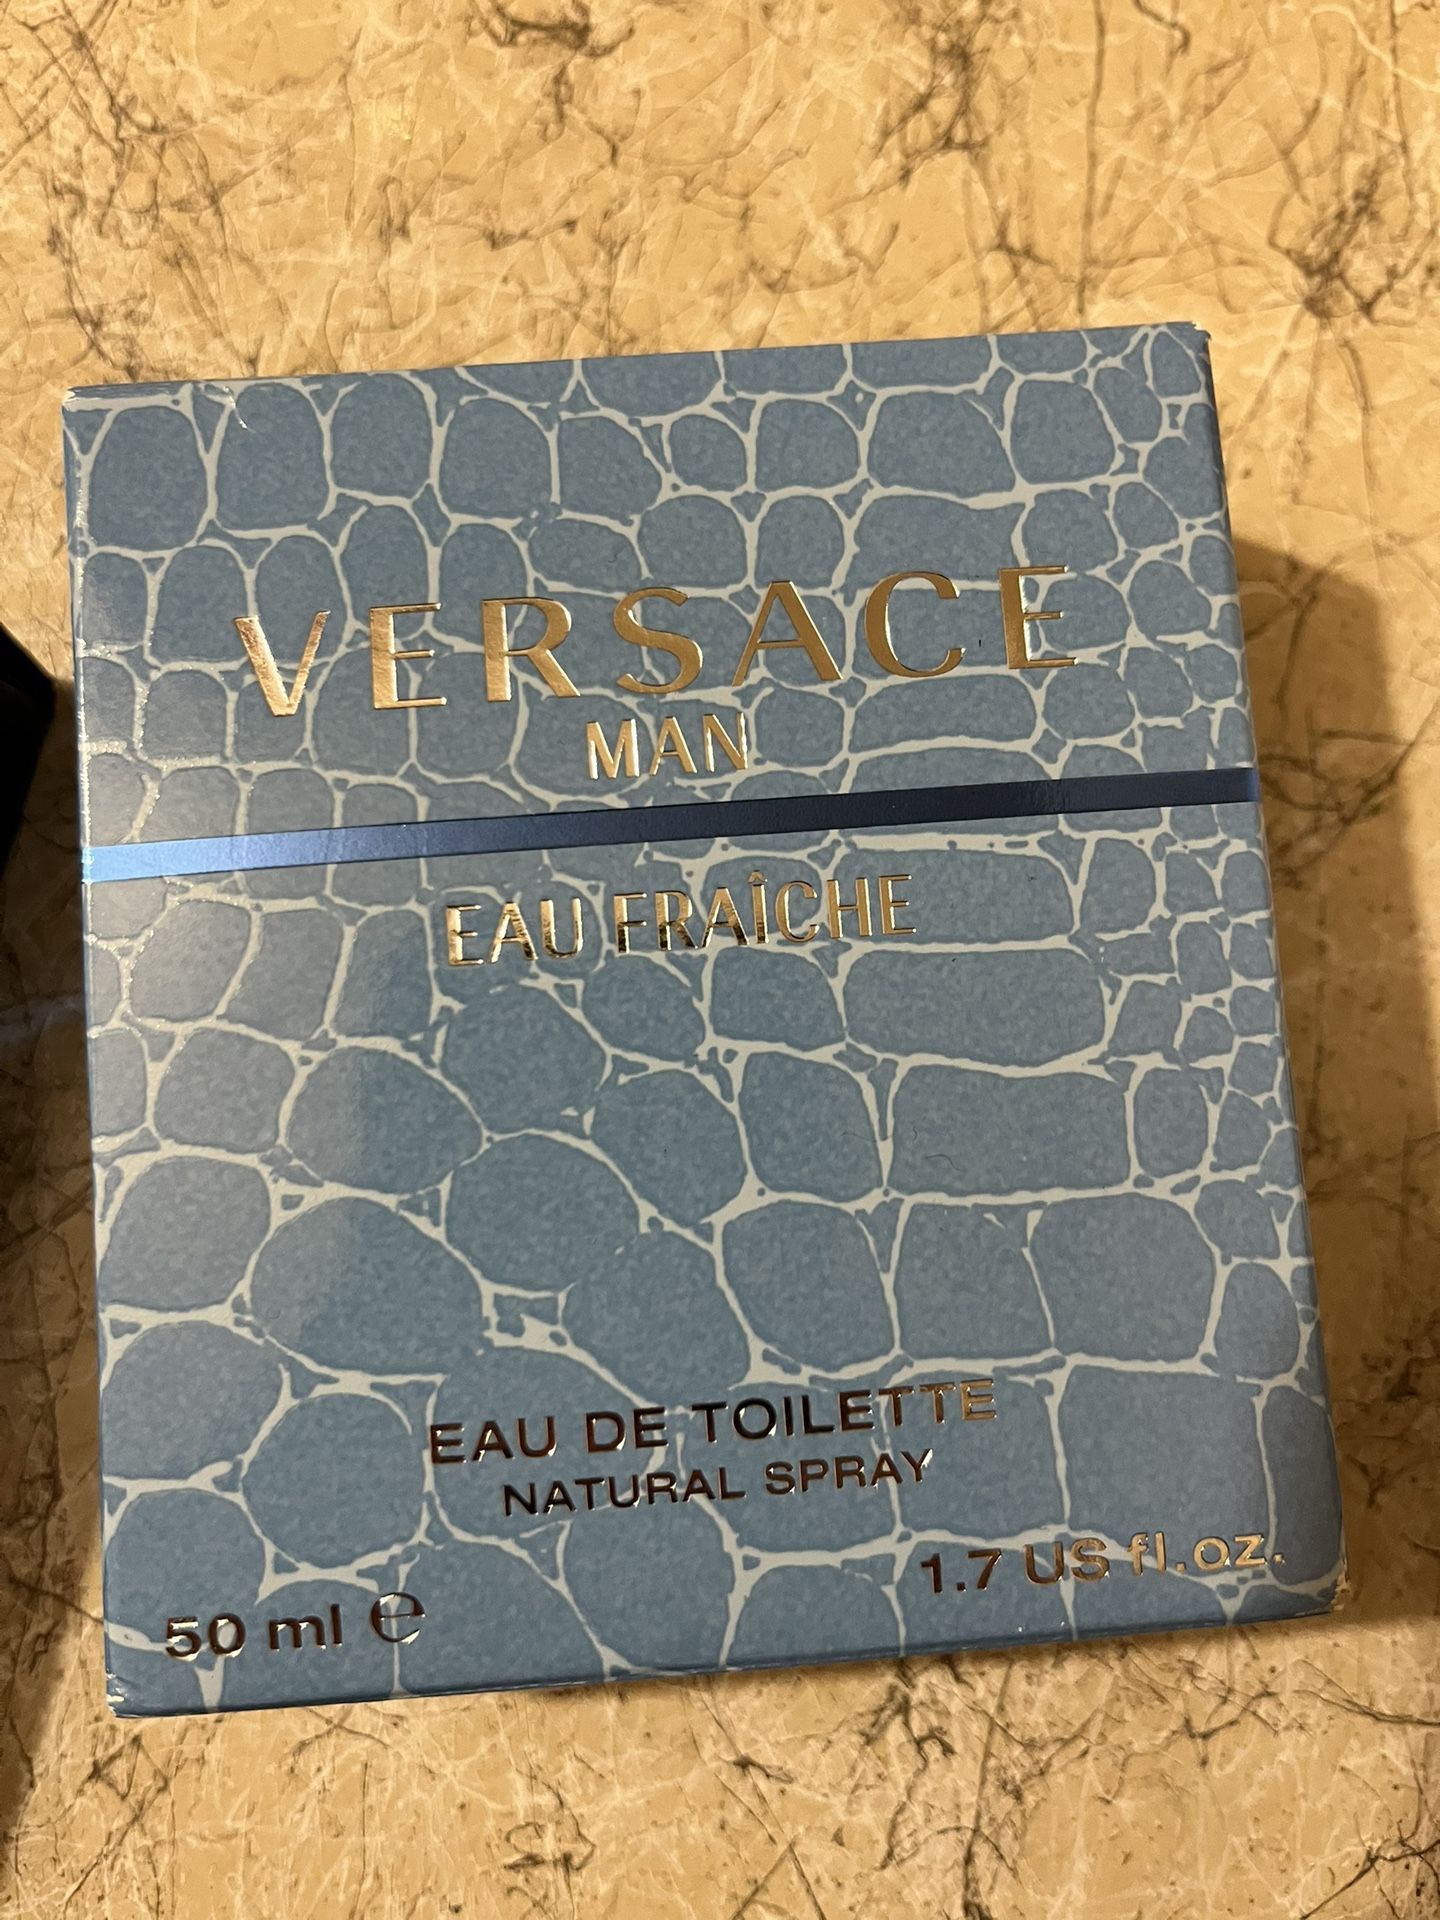 VERSACE
MAN
EAU FRAÎCHE
EAU DE TOILETTE
NATURAL SPRAY
50 ml ℮
1.7 US fl.oz.